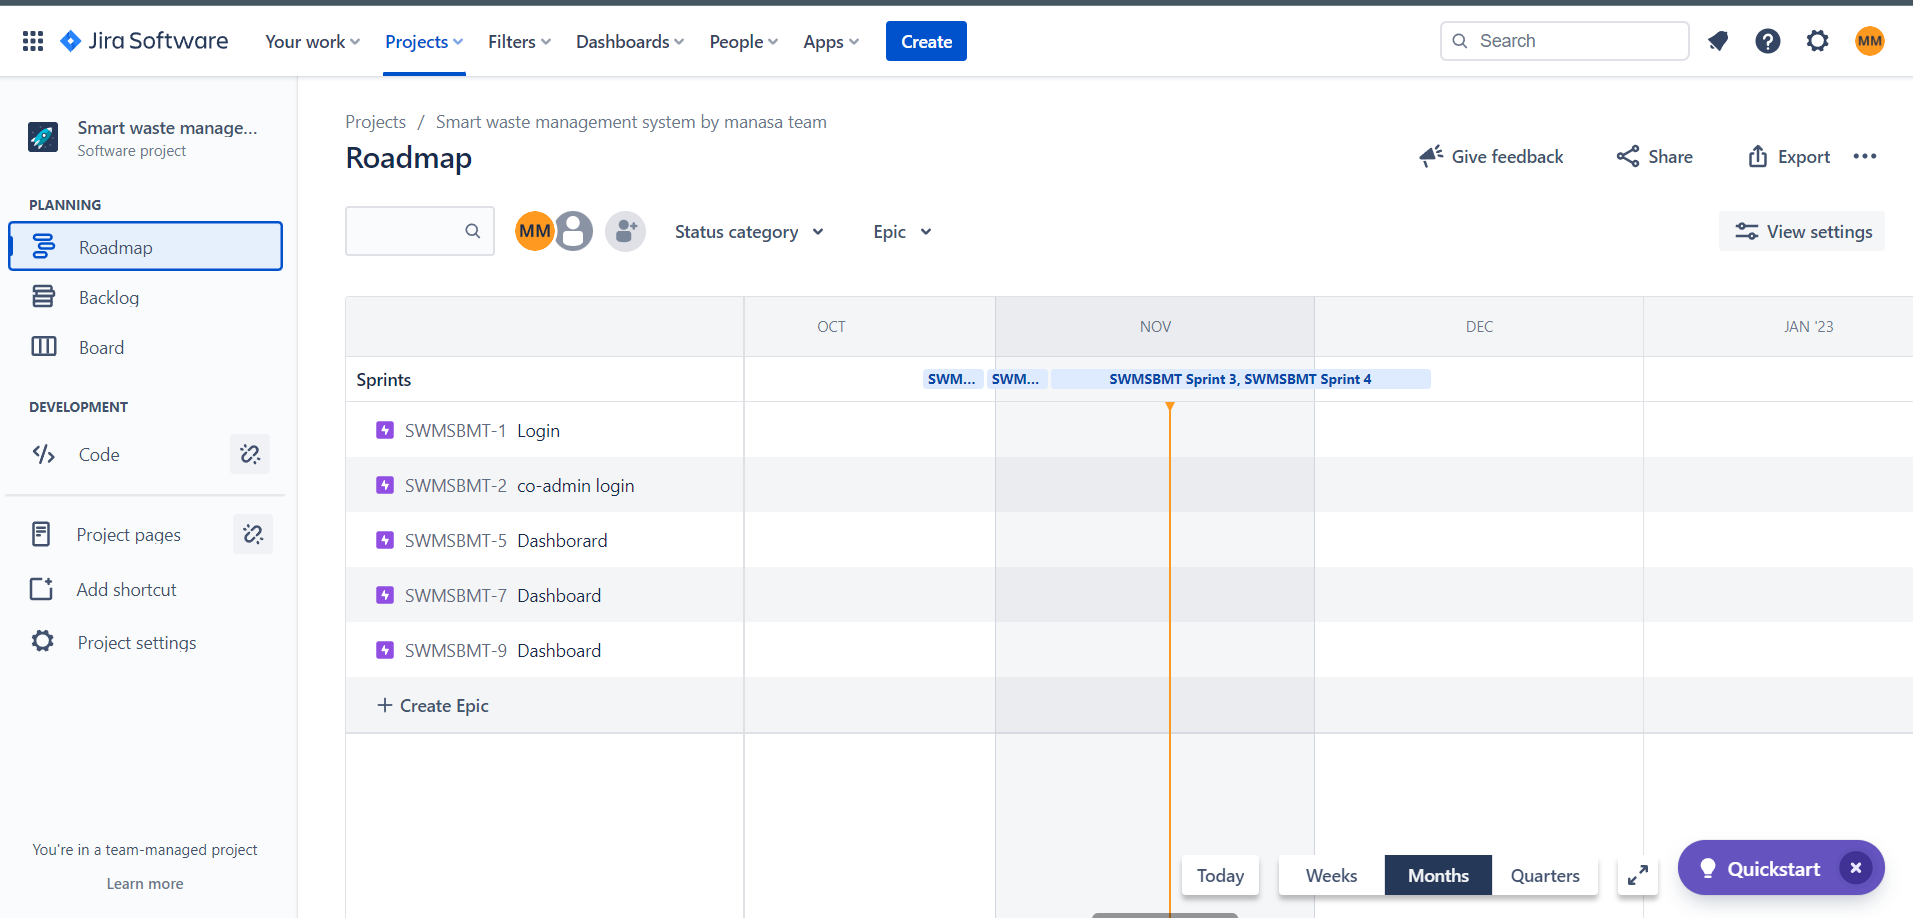 Jira Software Your work Projects Filters Dashboards People Apps Create Search MM
Smart waste manage...
Software project
PLANNING
Roadmap
Backlog
Board
DEVELOPMENT
Code
Project pages
Add shortcut
Project settings
You're in a team-managed project
Learn more
Projects / Smart waste management system by manasa team
Roadmap
Give feedback Share Export
MM Status category Epic View settings
OCT NOV DEC JAN '23
Sprints SWM... SWM... SWMSBMT Sprint 3, SWMSBMT Sprint 4
SWMSBMT-1 Login
SWMSBMT-2 co-admin login
SWMSBMT-5 Dashborard
SWMSBMT-7 Dashboard
SWMSBMT-9 Dashboard
+ Create Epic
Today Weeks Months Quarters Quickstart